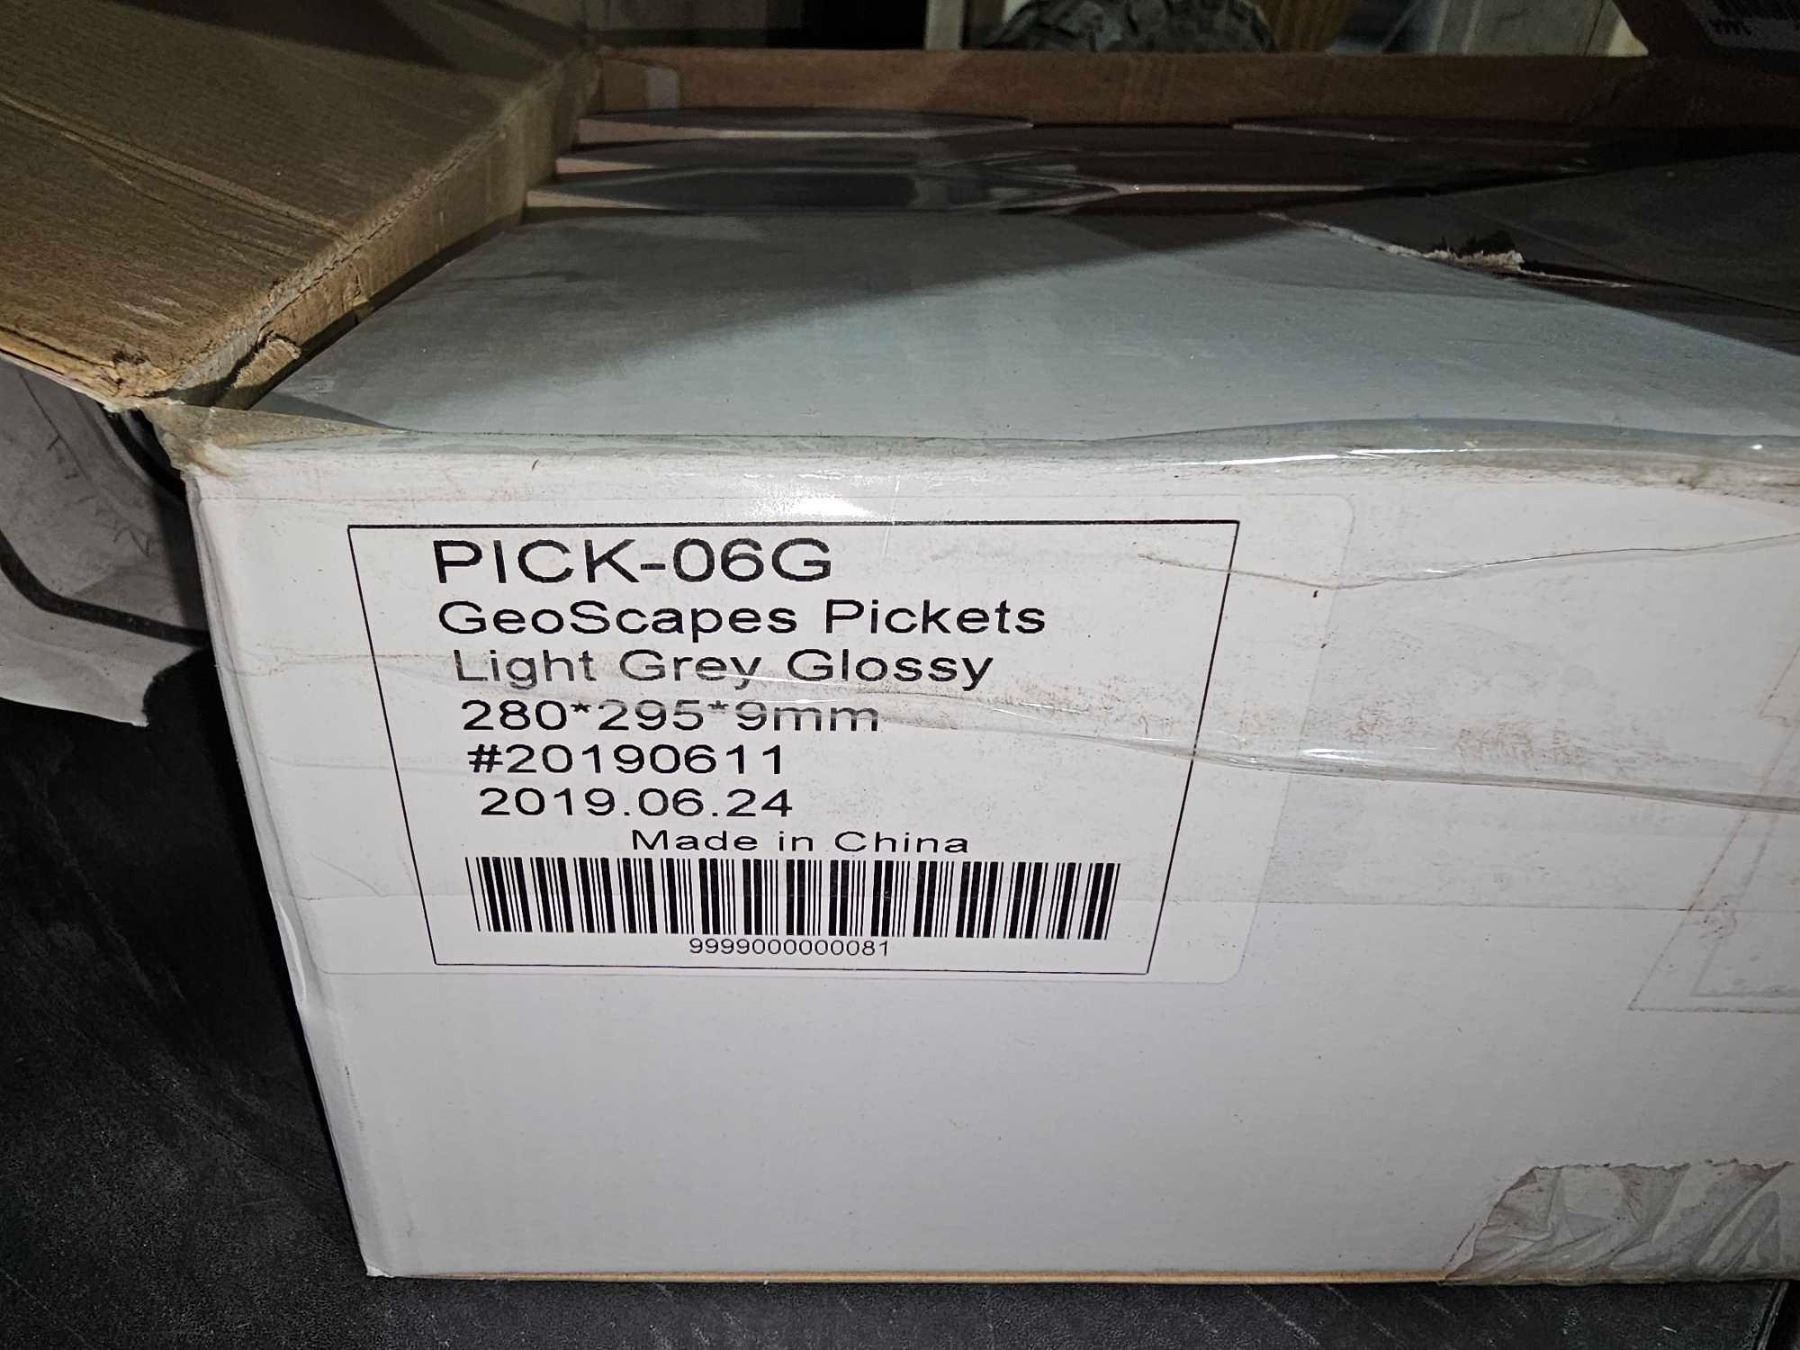 PICK-06G
GeoScapes Pickets
Light Grey Glossy
280*295*9mm
#20190611
2019.06.24
Made in China
9999000000081